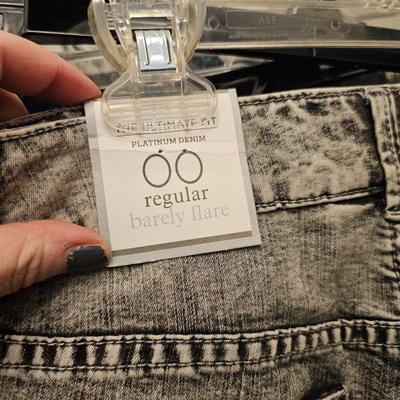 A&E
THE ULTIMATE FIT
PLATINUM DENIM
00
regular
barely flare